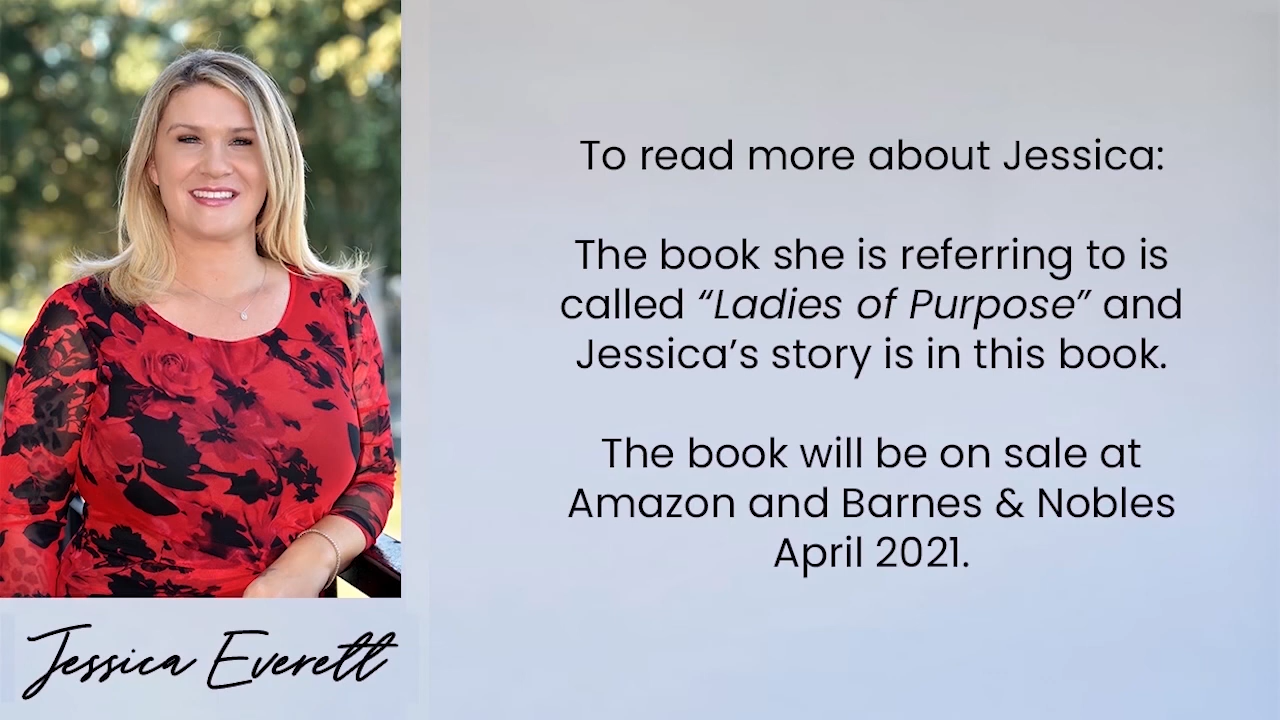 To read more about Jessica:
The book she is referring to is
called “Ladies of Purpose” and
Jessica’s story is in this book.
The book will be on sale at
Amazon and Barnes & Nobles
April 2021.
Jessica Everett